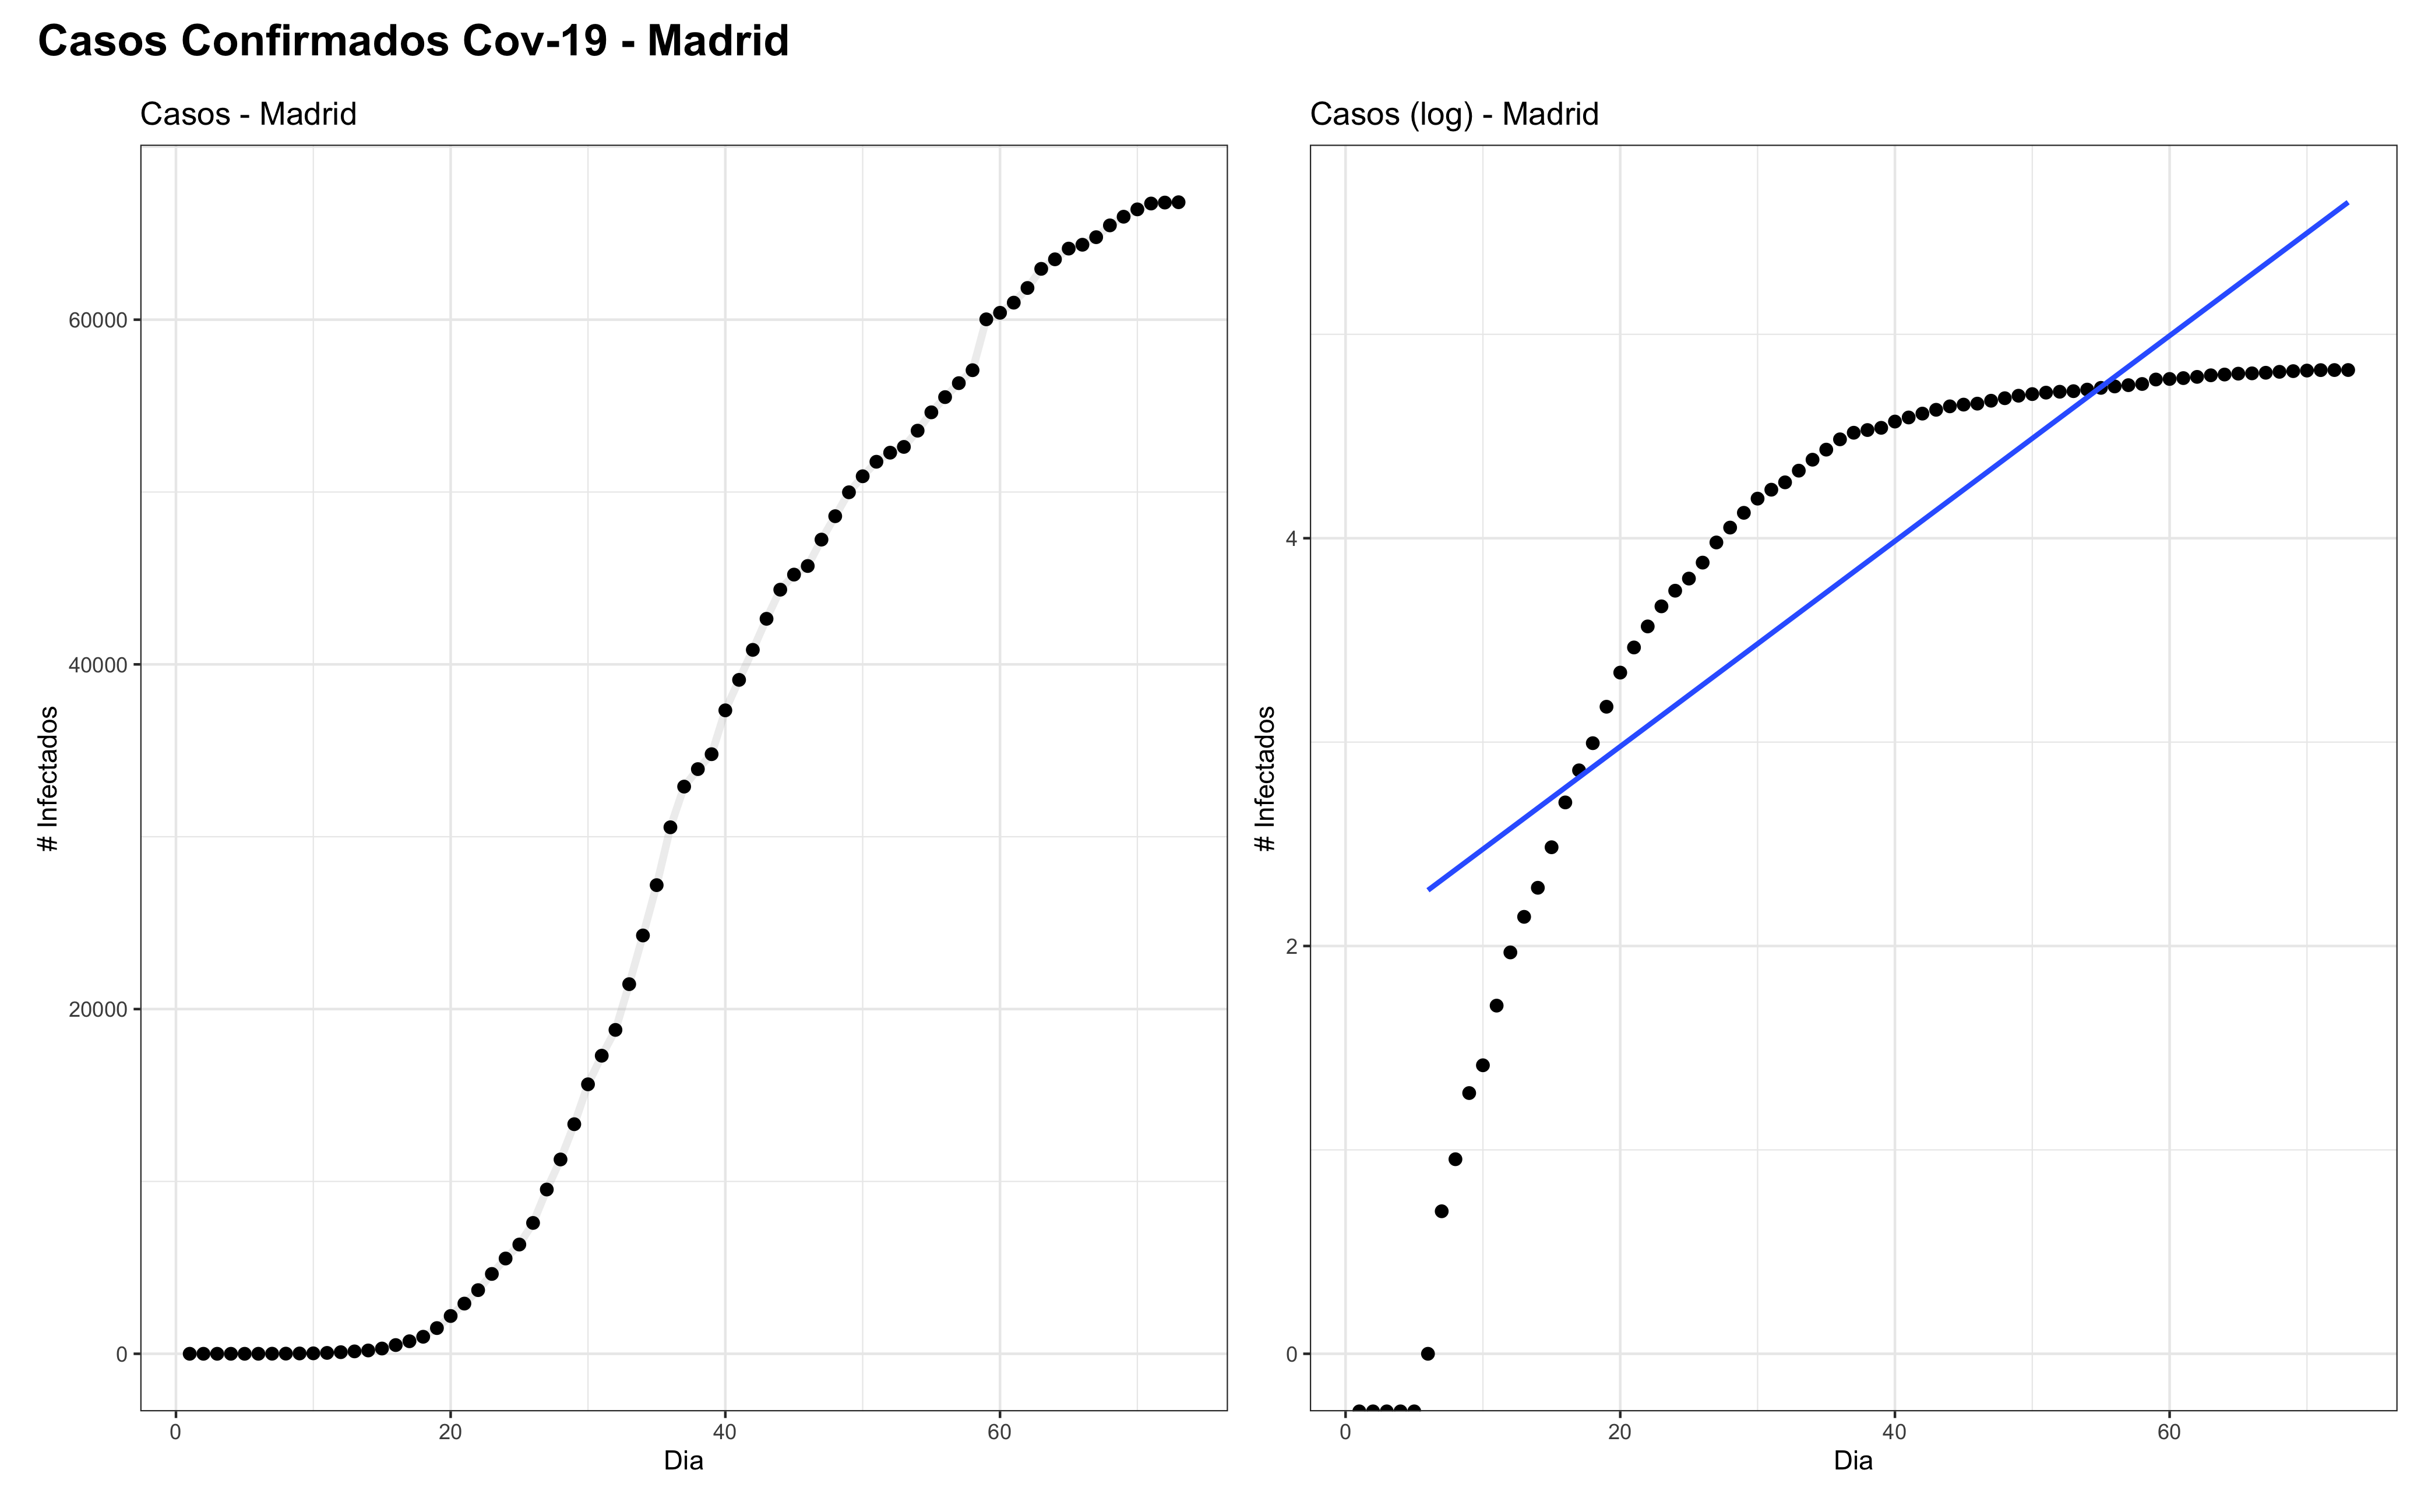 Casos Confirmados Cov-19 - Madrid
Casos - Madrid
# Infectados
60000
40000
20000
0
0 20 40 60
Dia
Casos (log) - Madrid
# Infectados
4
2
0
0 20 40 60
Dia